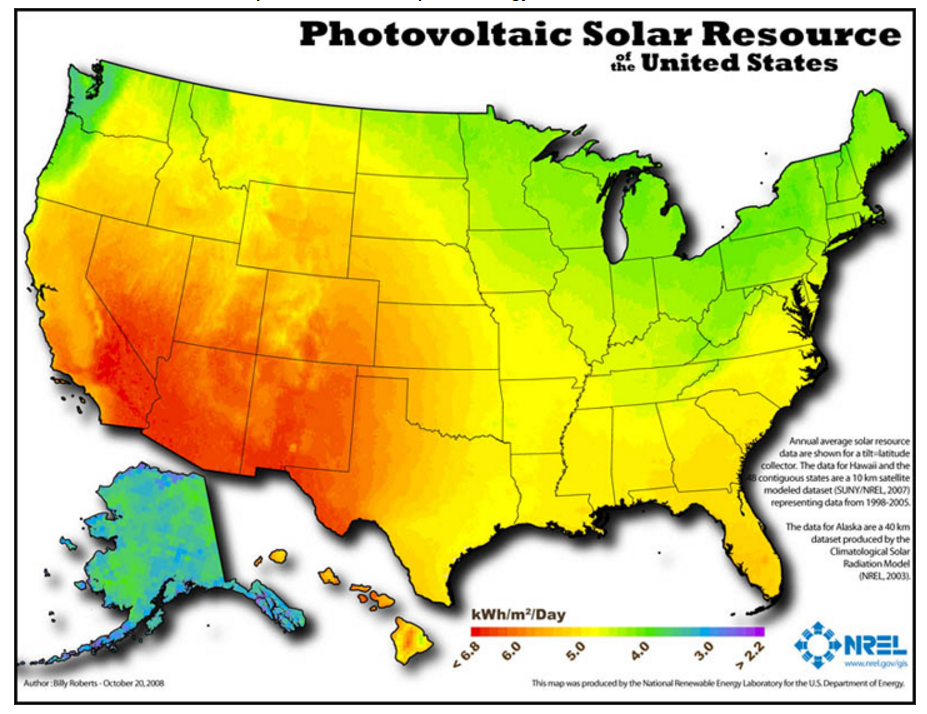 Photovoltaic Solar Resource
of the United States
Annual average solar resource
data are shown for a tilt=latitude
collector. The data for Hawaii and the
48 contiguous states are a 10 km satellite
modeled dataset (SUNY/NREL, 2007)
representing data from 1998-2005.
The data for Alaska are a 40 km
dataset produced by the
Climatological Solar
Radiation Model
(NREL, 2003).
kWh/m²/Day
< 6.8 6.0 5.0 4.0 3.0 > 2.2
NREL
www.nrel.gov/gis
Author : Billy Roberts - October 20, 2008
This map was produced by the National Renewable Energy Laboratory for the U.S. Department of Energy.